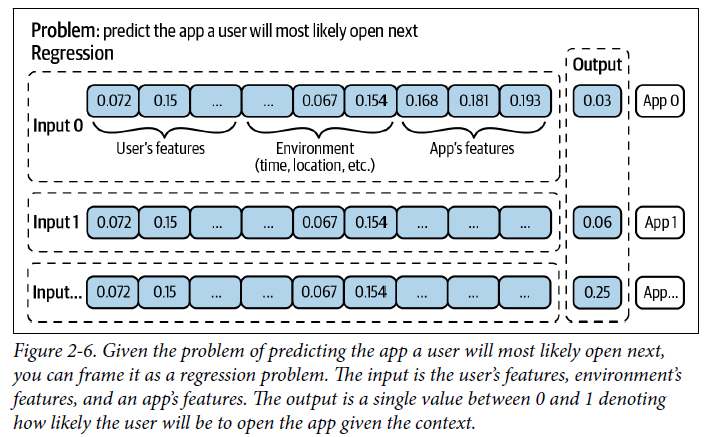 Problem: predict the app a user will most likely open next
Regression
Output
Input 0 0.072 0.15 ... ... 0.067 0.154 0.168 0.181 0.193 0.03 App 0
User's features Environment (time, location, etc.) App's features
Input 1 0.072 0.15 ... ... 0.067 0.154 ... ... ... 0.06 App 1
Input... 0.072 0.15 ... ... 0.067 0.154 ... ... ... 0.25 App...
Figure 2-6. Given the problem of predicting the app a user will most likely open next,
you can frame it as a regression problem. The input is the user's features, environment's
features, and an app's features. The output is a single value between 0 and 1 denoting
how likely the user will be to open the app given the context.